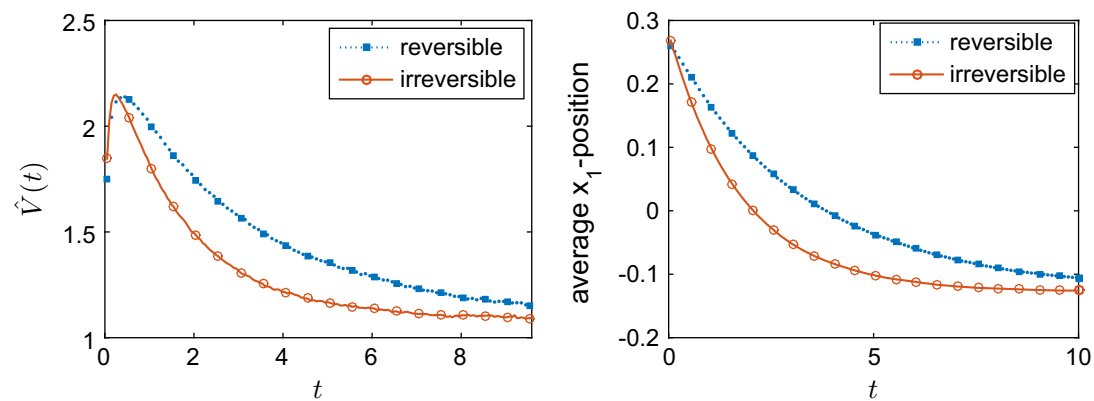 2.5
2
1.5
1
0 2 4 6 8
V̂(t)
t
reversible
irreversible
0.3
0.2
0.1
0
-0.1
-0.2
0 5 10
average x₁-position
t
reversible
irreversible